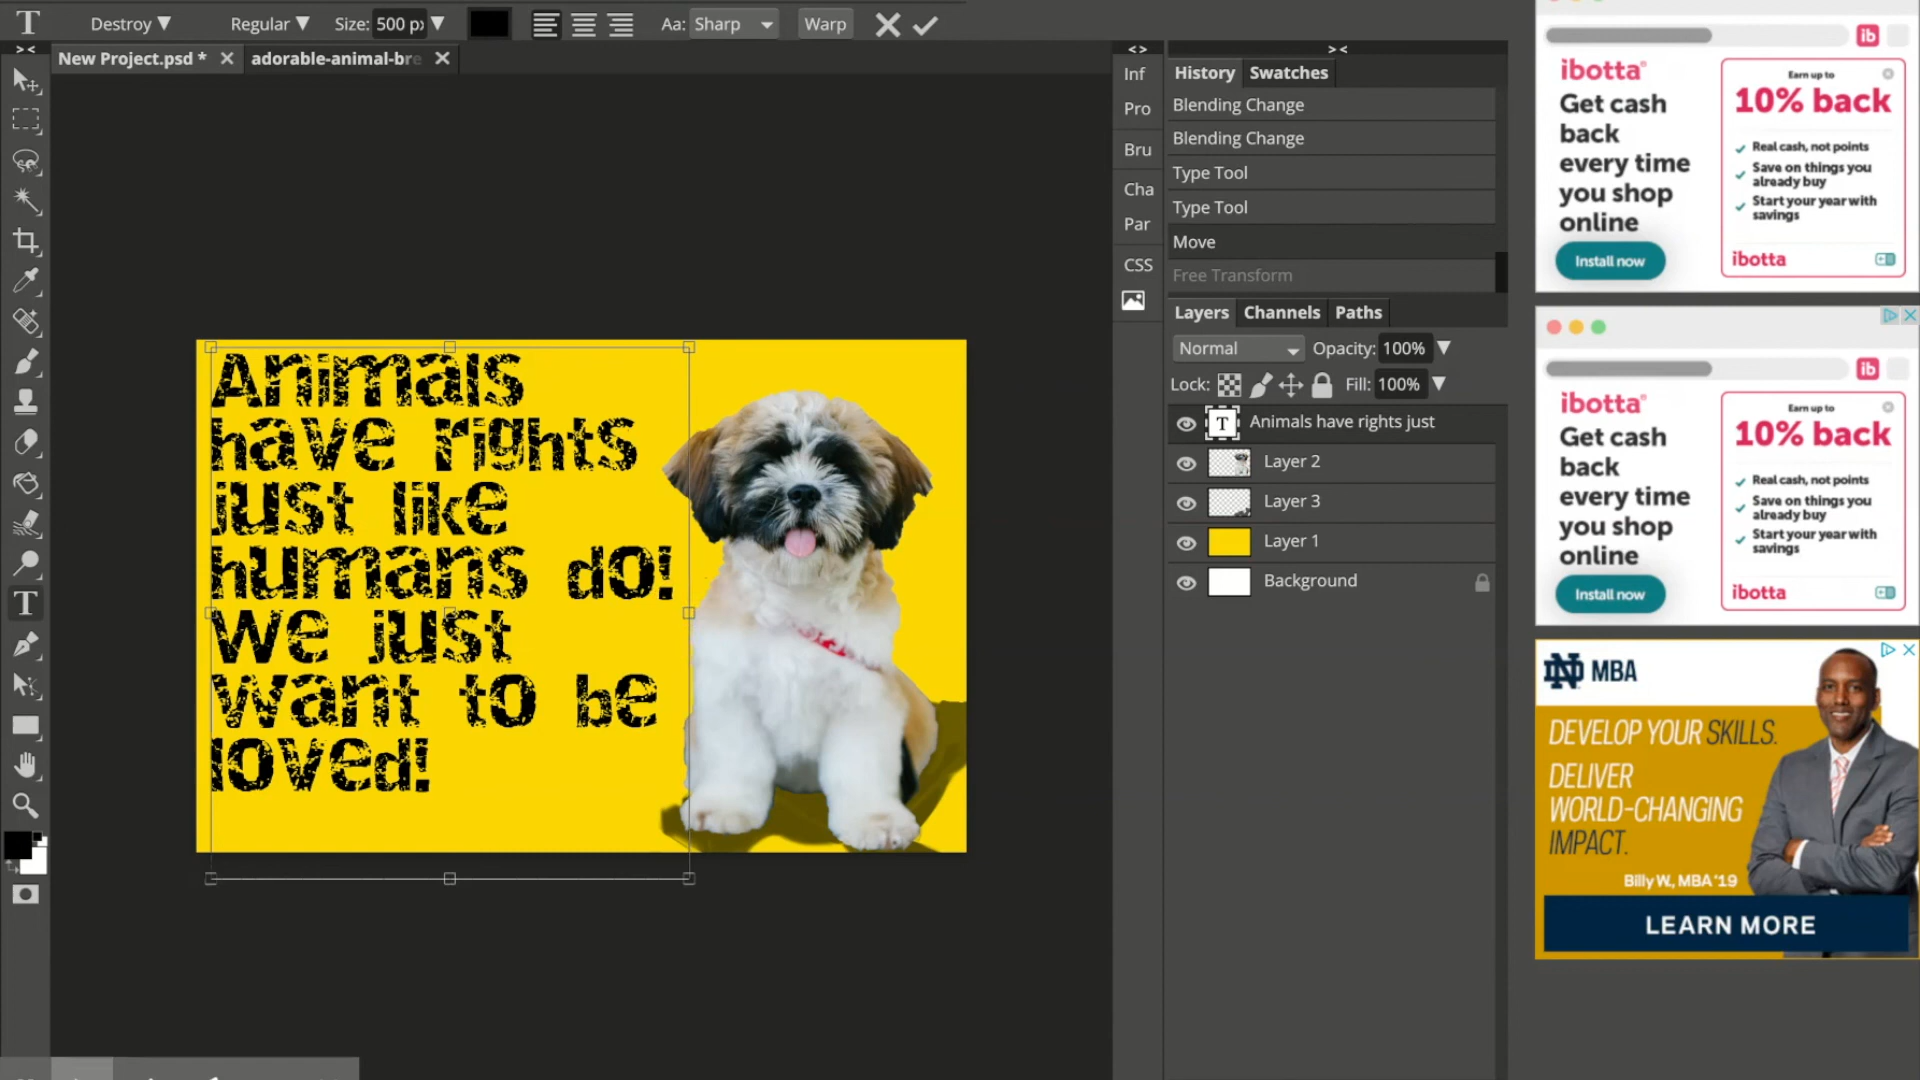 Destroy ▼ Regular ▼ Size: 500 px ▼ Aa: Sharp Warp
New Project.psd * adorable-animal-bre
Animals
have rights
just like
humans do!
We just
want to be
loved!
Inf
Pro
Bru
Cha
Par
CSS
History Swatches
Blending Change
Blending Change
Type Tool
Type Tool
Move
Free Transform
Layers Channels Paths
Normal Opacity: 100% ▼
Lock: Fill: 100% ▼
T Animals have rights just
Layer 2
Layer 3
Layer 1
Background
ib
ibotta
Get cash
back
every time
you shop
online
Install now
Earn up to
10% back
Real cash, not points
Save on things you
already buy
Start your year with
savings
ibotta
ib
ibotta
Get cash
back
every time
you shop
online
Install now
Earn up to
10% back
Real cash, not points
Save on things you
already buy
Start your year with
savings
ibotta
ND MBA
DEVELOP YOUR SKILLS.
DELIVER
WORLD-CHANGING
IMPACT.
Billy W., MBA '19
LEARN MORE